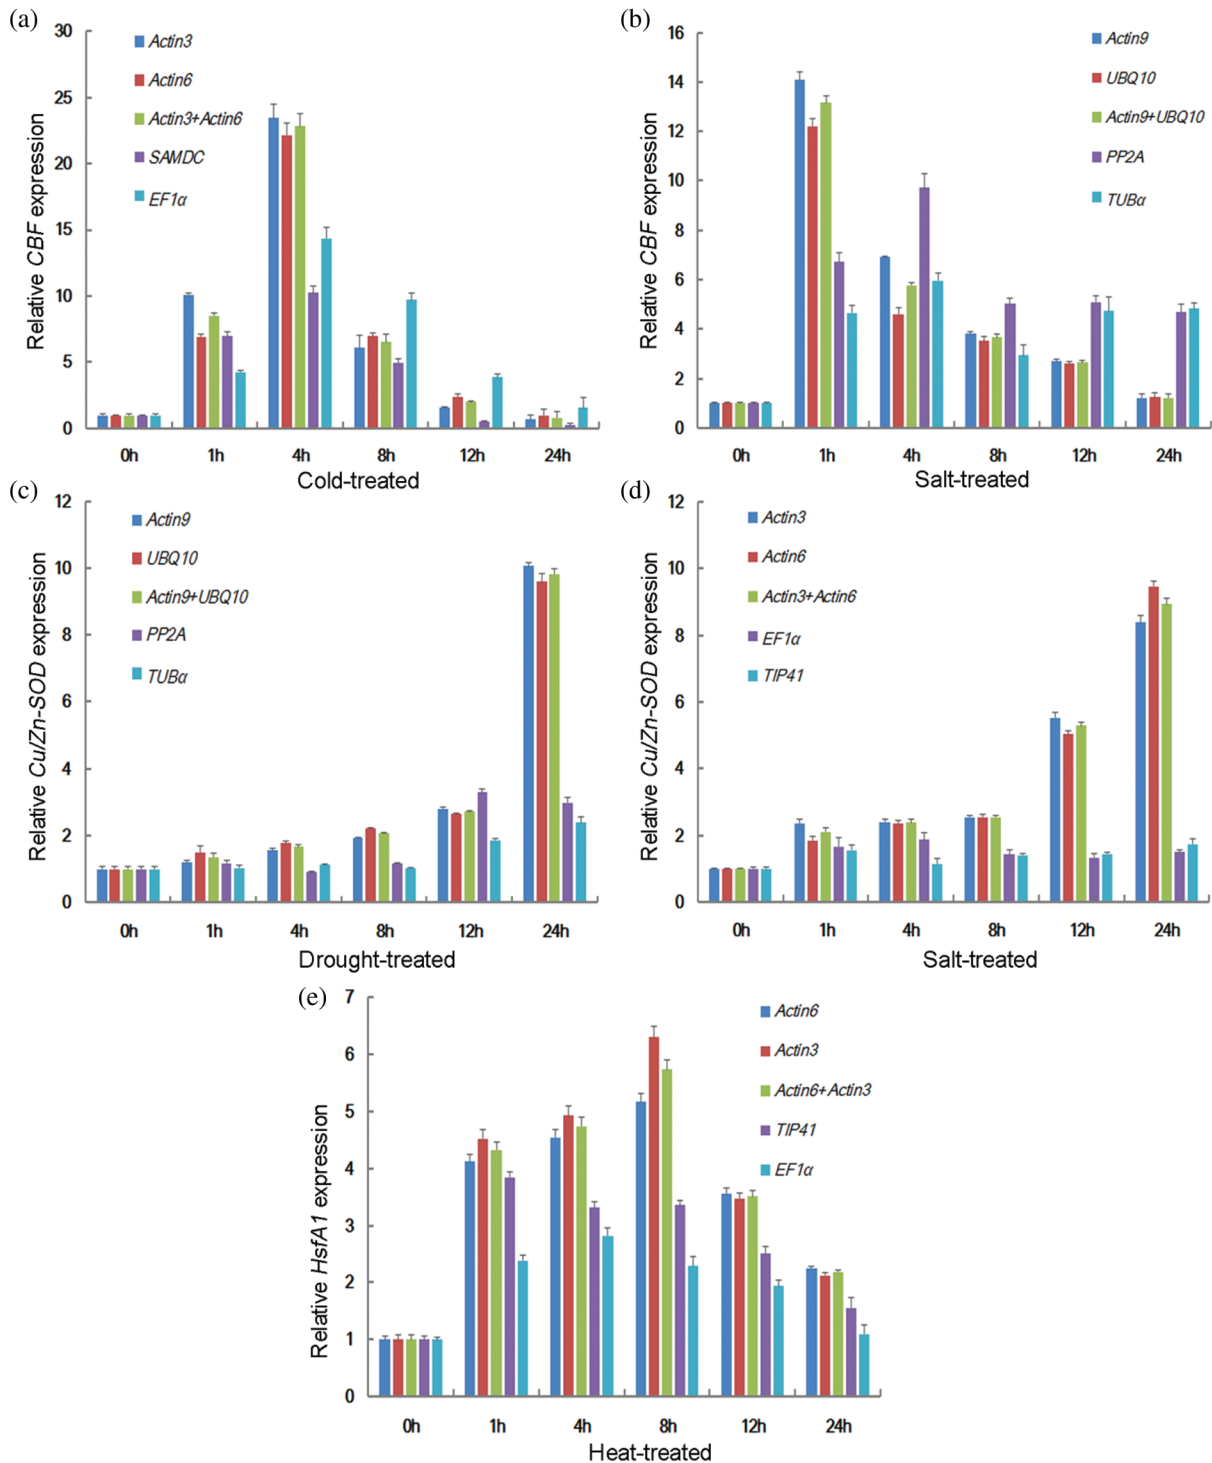 (a)
Relative CBF expression
30
25
20
15
10
5
0
Actin3
Actin6
Actin3+Actin6
SAMDC
EF1α
0h 1h 4h 8h 12h 24h
Cold-treated
(b)
Relative CBF expression
16
14
12
10
8
6
4
2
0
Actin9
UBQ10
Actin9+UBQ10
PP2A
TUBα
0h 1h 4h 8h 12h 24h
Salt-treated
(c)
Relative Cu/Zn-SOD expression
12
10
8
6
4
2
0
Actin9
UBQ10
Actin9+UBQ10
PP2A
TUBα
0h 1h 4h 8h 12h 24h
Drought-treated
(d)
Relative Cu/Zn-SOD expression
12
10
8
6
4
2
0
Actin3
Actin6
Actin3+Actin6
EF1α
TIP41
0h 1h 4h 8h 12h 24h
Salt-treated
(e)
Relative HsfA1 expression
7
6
5
4
3
2
1
0
Actin6
Actin3
Actin6+Actin3
TIP41
EF1α
0h 1h 4h 8h 12h 24h
Heat-treated